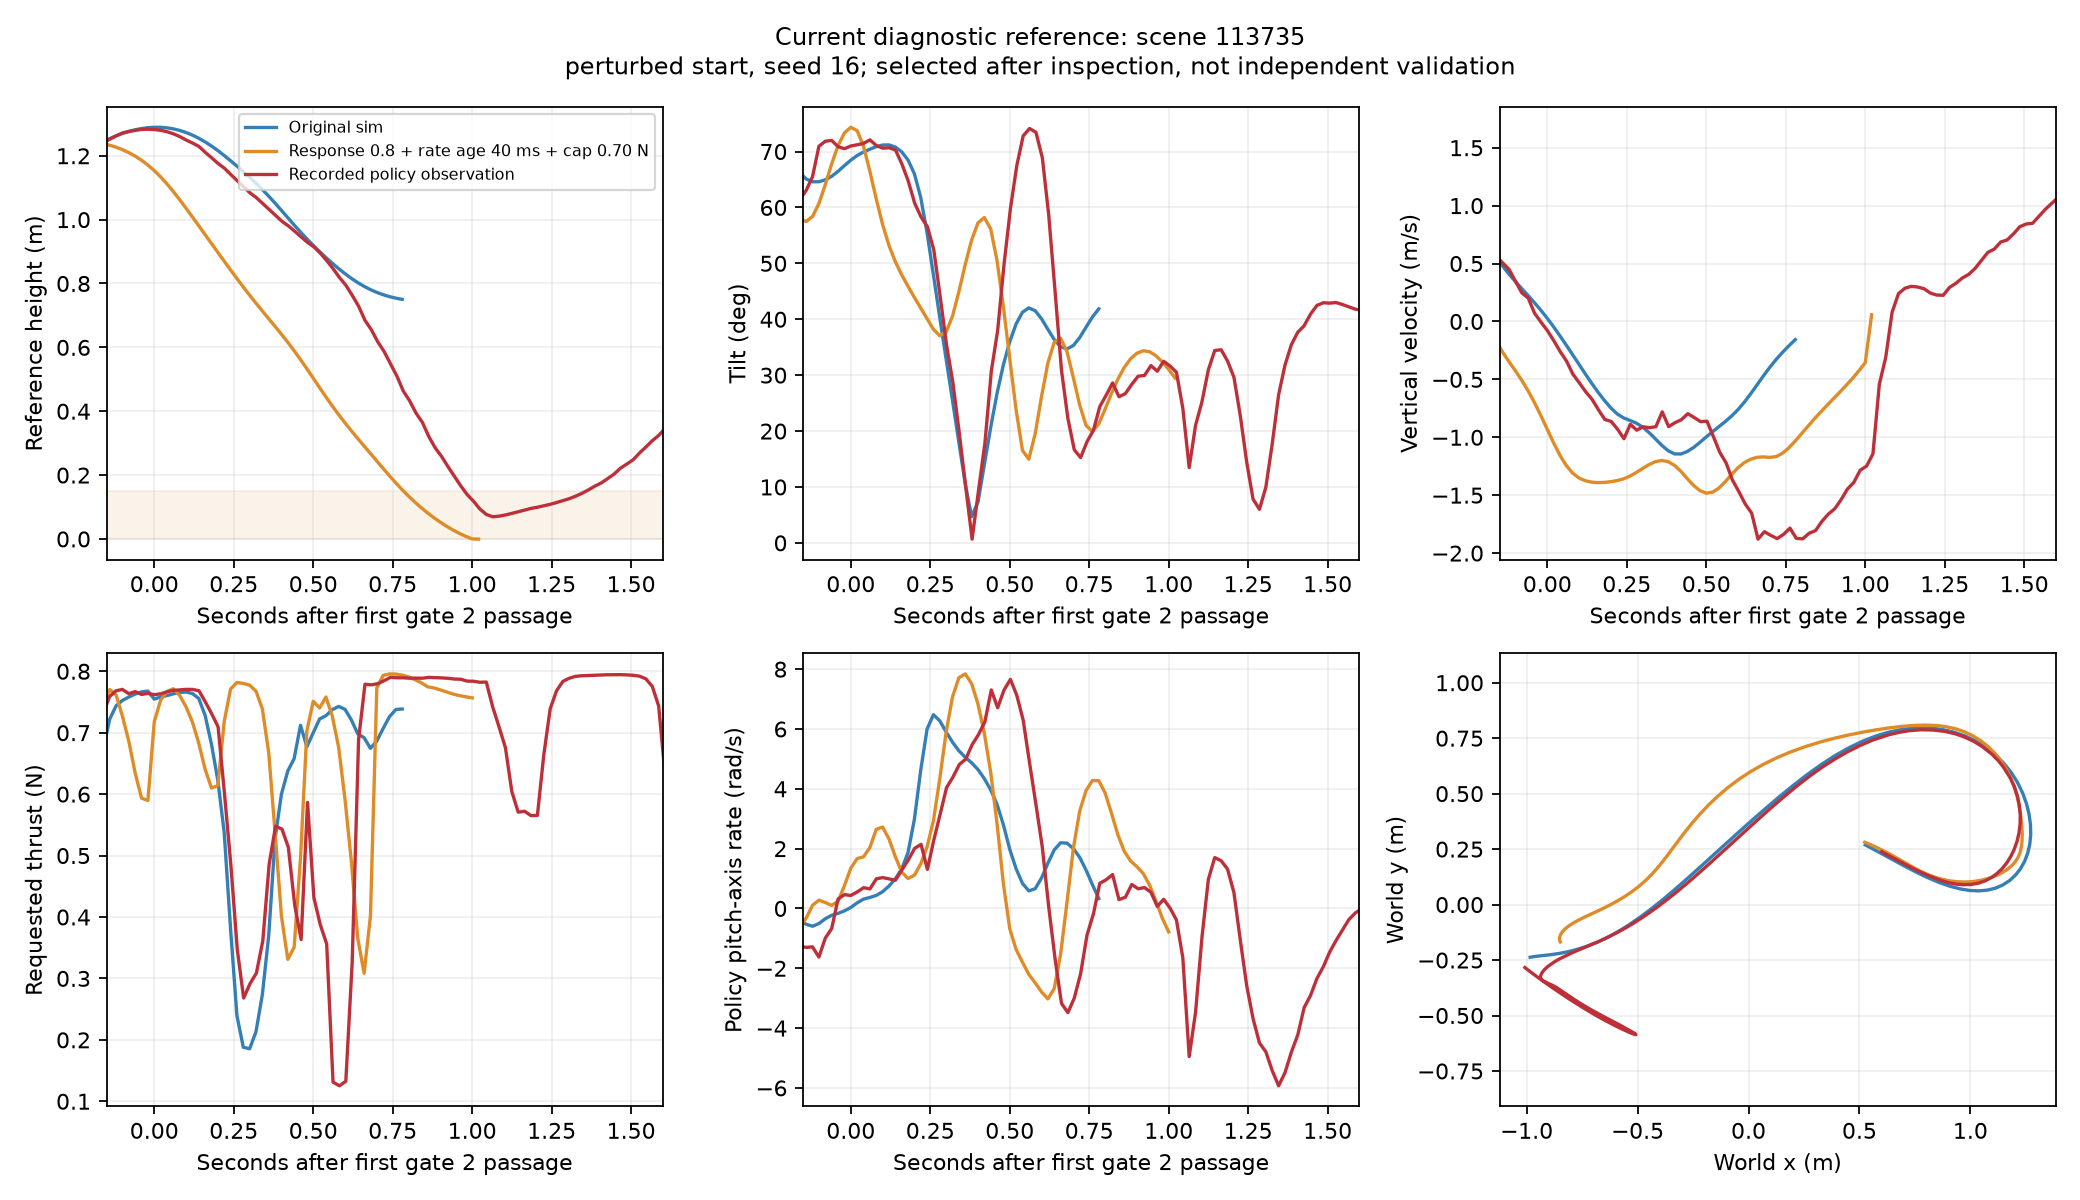 Current diagnostic reference: scene 113735
perturbed start, seed 16; selected after inspection, not independent validation
Reference height (m)
1.2
1.0
0.8
0.6
0.4
0.2
0.0
Original sim
Response 0.8 + rate age 40 ms + cap 0.70 N
Recorded policy observation
0.00 0.25 0.50 0.75 1.00 1.25 1.50
Seconds after first gate 2 passage
Tilt (deg)
70
60
50
40
30
20
10
0
0.00 0.25 0.50 0.75 1.00 1.25 1.50
Seconds after first gate 2 passage
Vertical velocity (m/s)
1.5
1.0
0.5
0.0
−0.5
−1.0
−1.5
−2.0
0.00 0.25 0.50 0.75 1.00 1.25 1.50
Seconds after first gate 2 passage
Requested thrust (N)
0.8
0.7
0.6
0.5
0.4
0.3
0.2
0.1
0.00 0.25 0.50 0.75 1.00 1.25 1.50
Seconds after first gate 2 passage
Policy pitch-axis rate (rad/s)
8
6
4
2
0
−2
−4
−6
0.00 0.25 0.50 0.75 1.00 1.25 1.50
Seconds after first gate 2 passage
World y (m)
1.00
0.75
0.50
0.25
0.00
−0.25
−0.50
−0.75
−1.0 −0.5 0.0 0.5 1.0
World x (m)